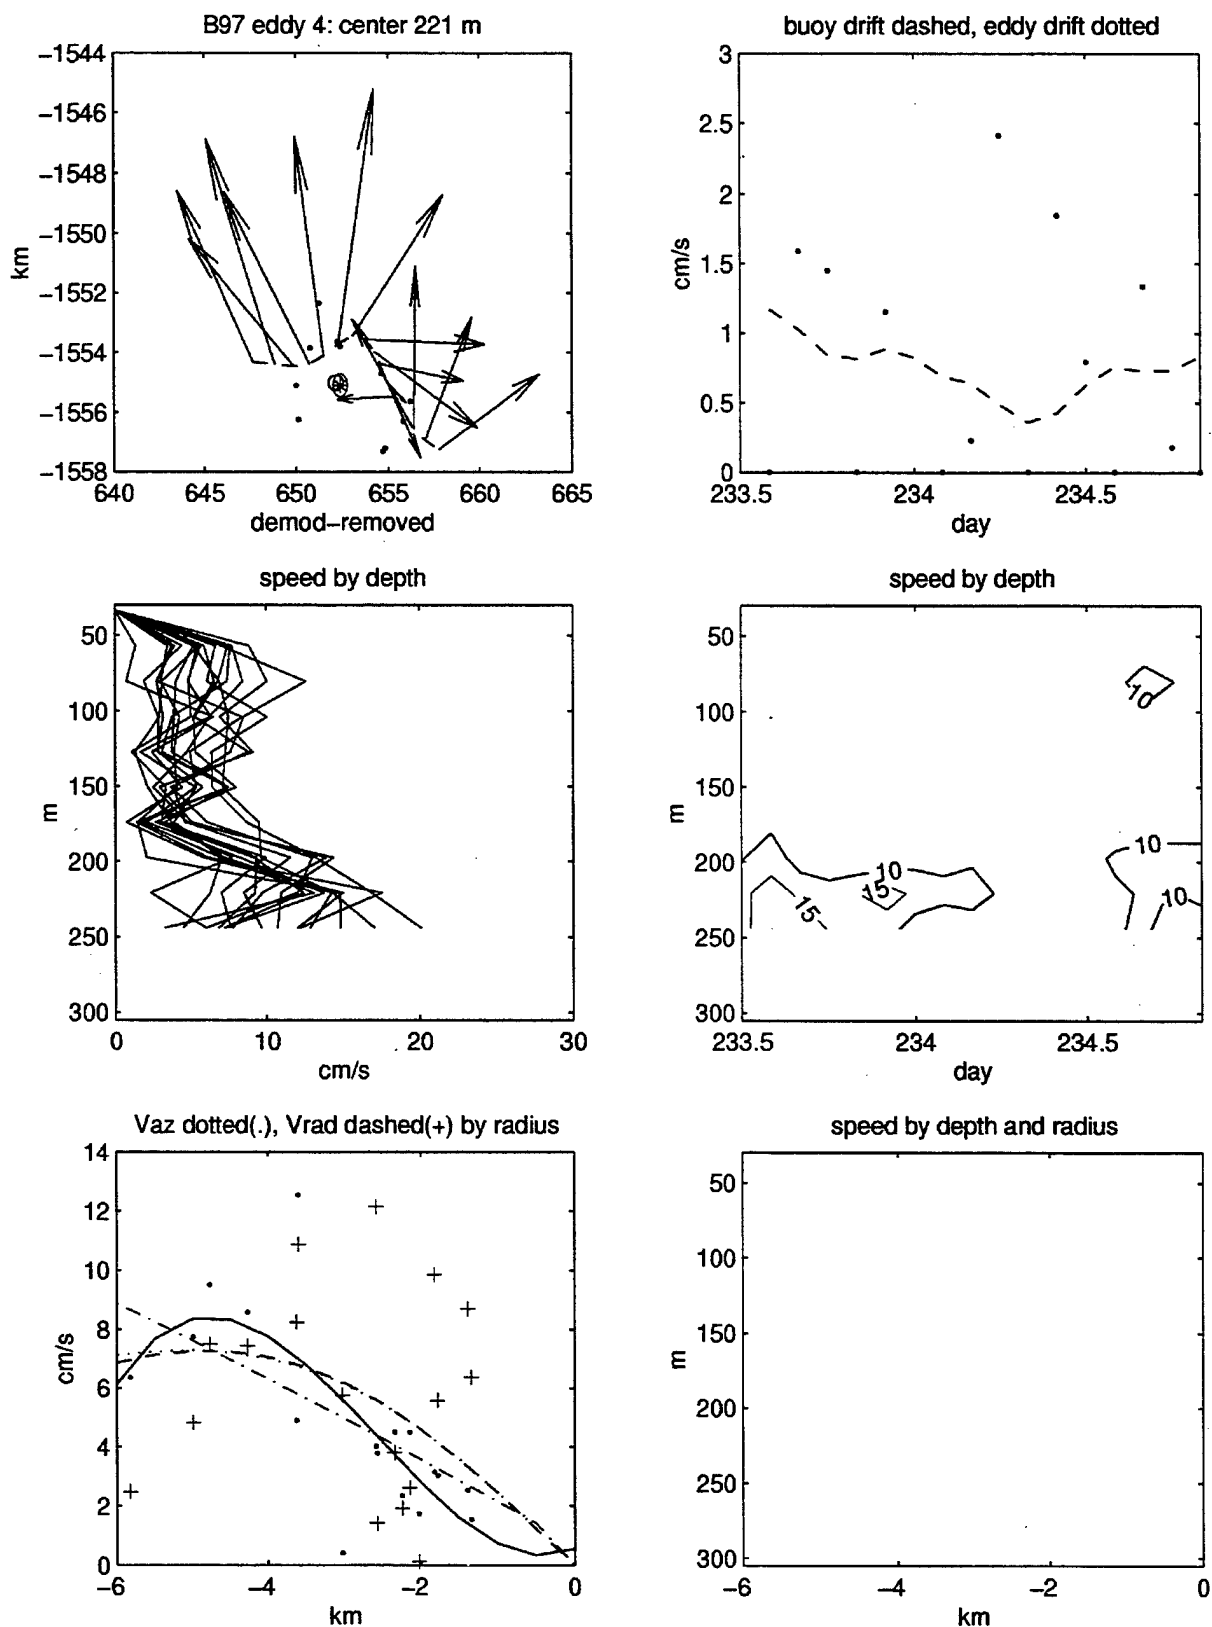 B97 eddy 4: center 221 m
−1544
−1546
−1548
−1550
−1552
−1554
−1556
−1558
km
640 645 650 655 660 665
demod−removed
buoy drift dashed, eddy drift dotted
3
2.5
2
1.5
1
0.5
0
cm/s
233.5 234 234.5
day
speed by depth
50
100
150
200
250
300
m
0 10 20 30
cm/s
speed by depth
50
100
150
200
250
300
m
10
10
15
15
10
10
233.5 234 234.5
day
Vaz dotted(.), Vrad dashed(+) by radius
14
12
10
8
6
4
2
0
cm/s
−6 −4 −2 0
km
speed by depth and radius
50
100
150
200
250
300
m
−6 −4 −2 0
km